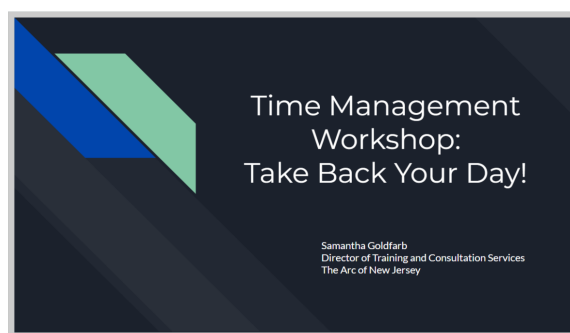 Time Management
Workshop:
Take Back Your Day!
Samantha Goldfarb
Director of Training and Consultation Services
The Arc of New Jersey